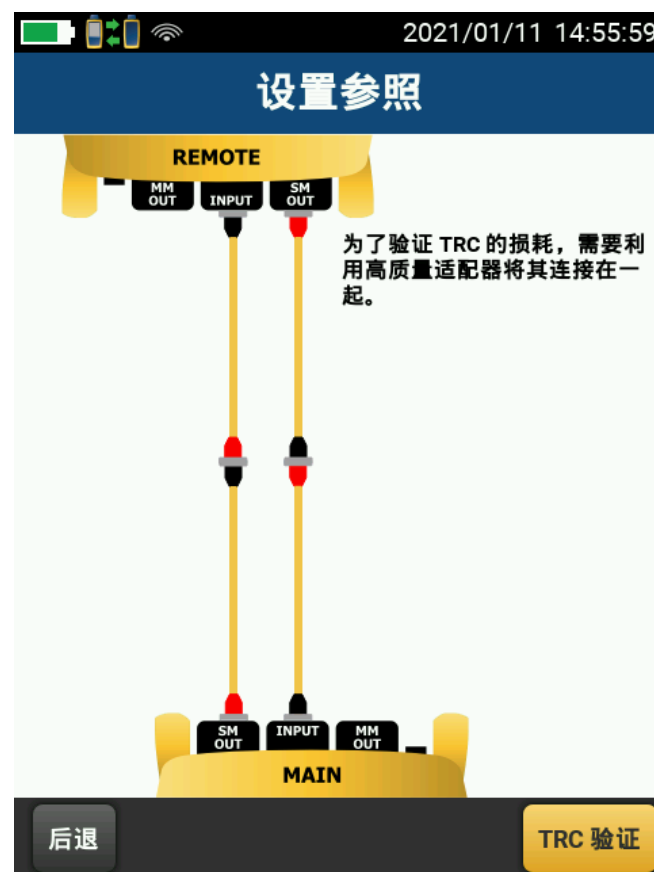 2021/01/11 14:55:59
设置参照
REMOTE
MM OUT
INPUT
SM OUT
为了验证 TRC 的损耗，需要利
用高质量适配器将其连接在一
起。
SM OUT
INPUT
MM OUT
MAIN
后退
TRC 验证